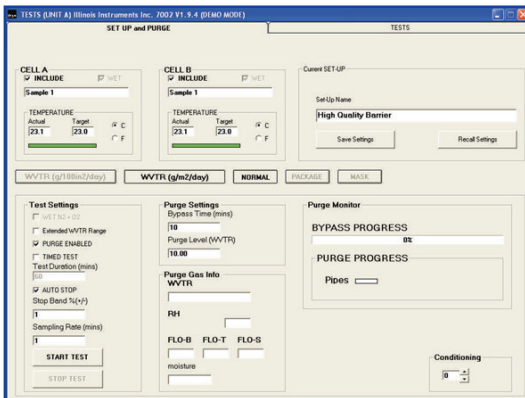 TESTS (UNIT A) Illinois Instruments Inc. 7002 V1.9.4 (DEMO MODE)
SET UP and PURGE
TESTS
CELL A
INCLUDE
WET
Sample 1
TEMPERATURE
Actual Target
23.1 23.0
C
F
CELL B
INCLUDE
WET
Sample 1
TEMPERATURE
Actual Target
23.1 23.0
C
F
Current SET-UP
Set-Up Name
High Quality Barrier
Save Settings
Recall Settings
WVTR (g/100in2/day)
WVTR (g/m2/day)
NORMAL
PACKAGE
MASK
Test Settings
WET N2 + O2
Extended WVTR Range
PURGE ENABLED
TIMED TEST
Test Duration (mins)
60
AUTO STOP
Stop Band %(+/-)
1
Sampling Rate (mins)
1
START TEST
STOP TEST
Purge Settings
Bypass Time (mins)
10
Purge Level (WVTR)
10.00
Purge Gas Info
WVTR
RH
FLO-B FLO-T FLO-S
moisture
Purge Monitor
BYPASS PROGRESS
0%
PURGE PROGRESS
Pipes
Conditioning
0